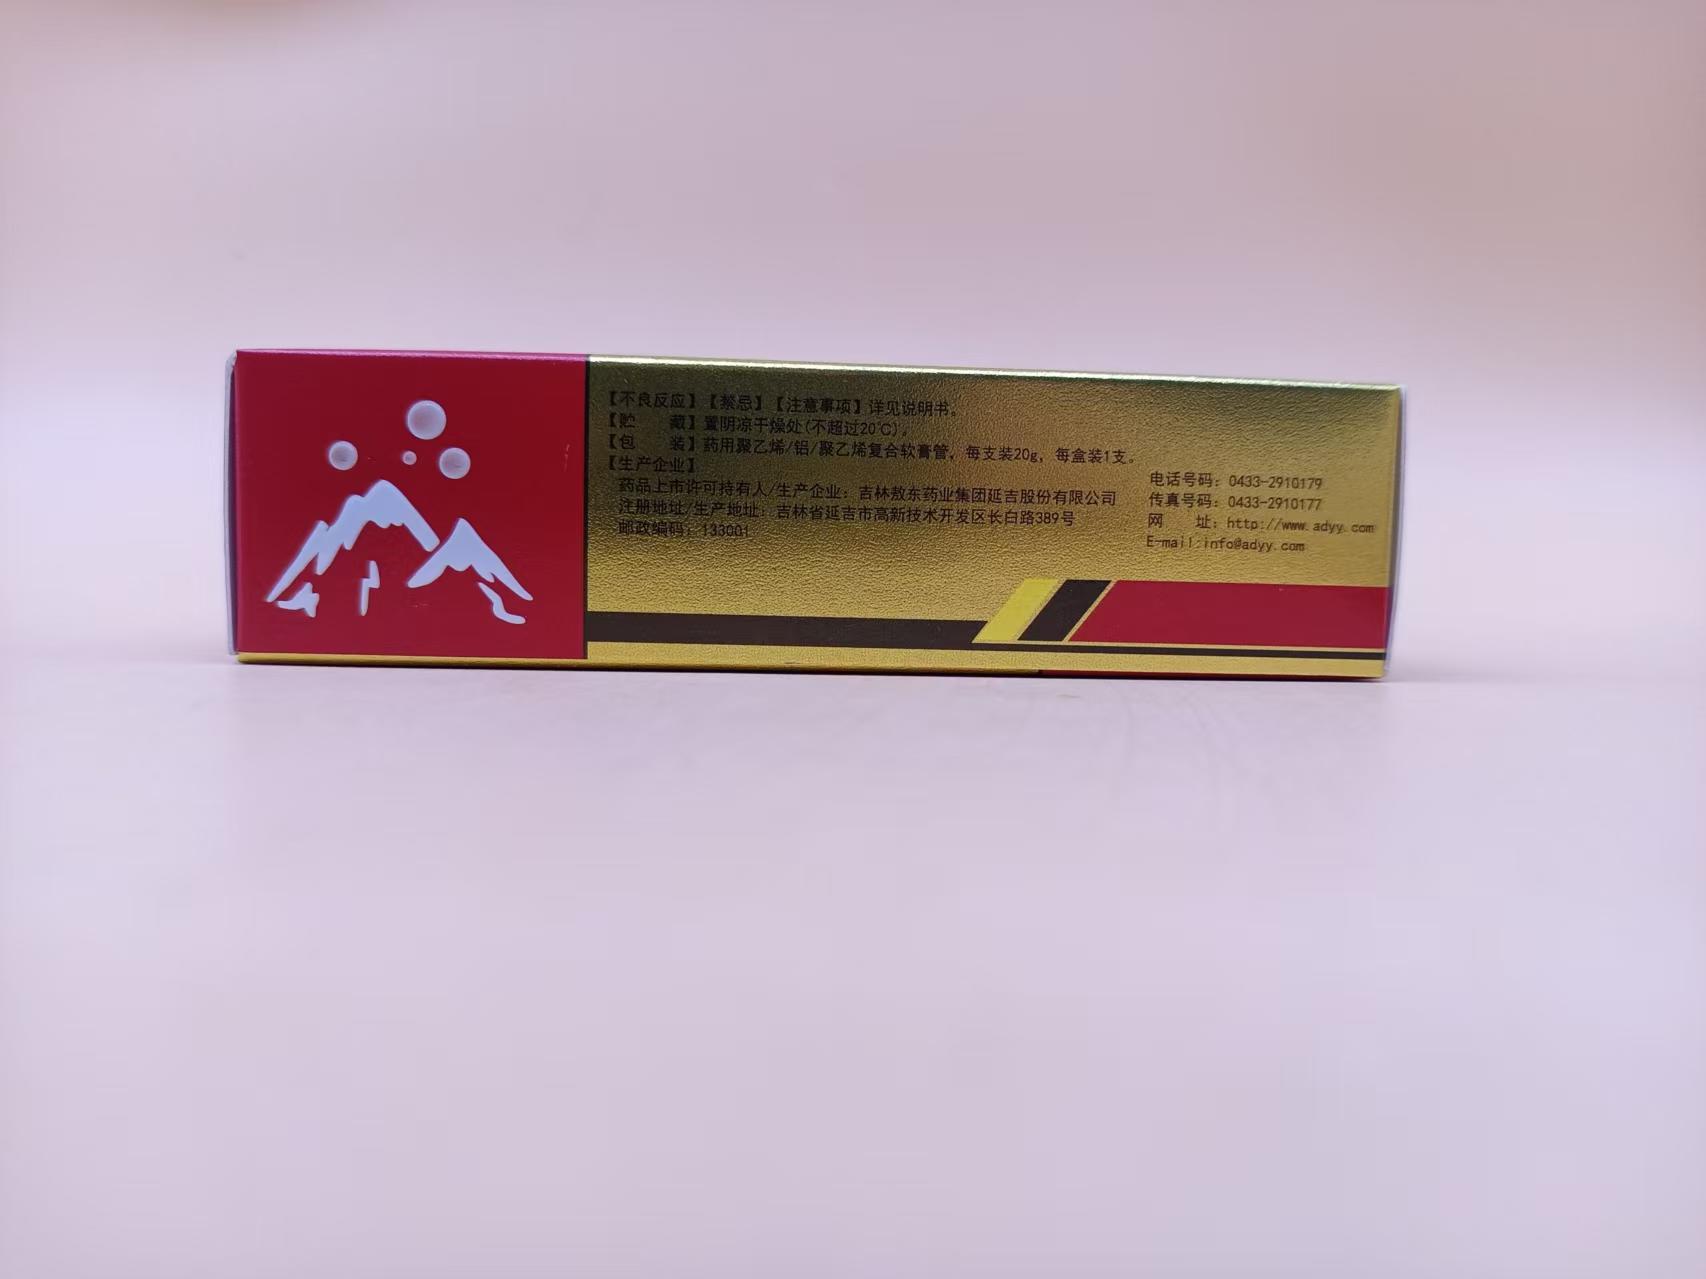 【不良反应】【禁忌】【注意事项】详见说明书。
【贮　　藏】置阴凉干燥处(不超过20℃)。
【包　　装】药用聚乙烯/铝/聚乙烯复合软膏管，每支装20g，每盒装1支。
【生产企业】
药品上市许可持有人/生产企业：吉林敖东药业集团延吉股份有限公司
注册地址/生产地址：吉林省延吉市高新技术开发区长白路389号
邮政编码：133001
电话号码：0433-2910179
传真号码：0433-2910177
网　　址：http://www.adyy.com
E-mail:info@adyy.com